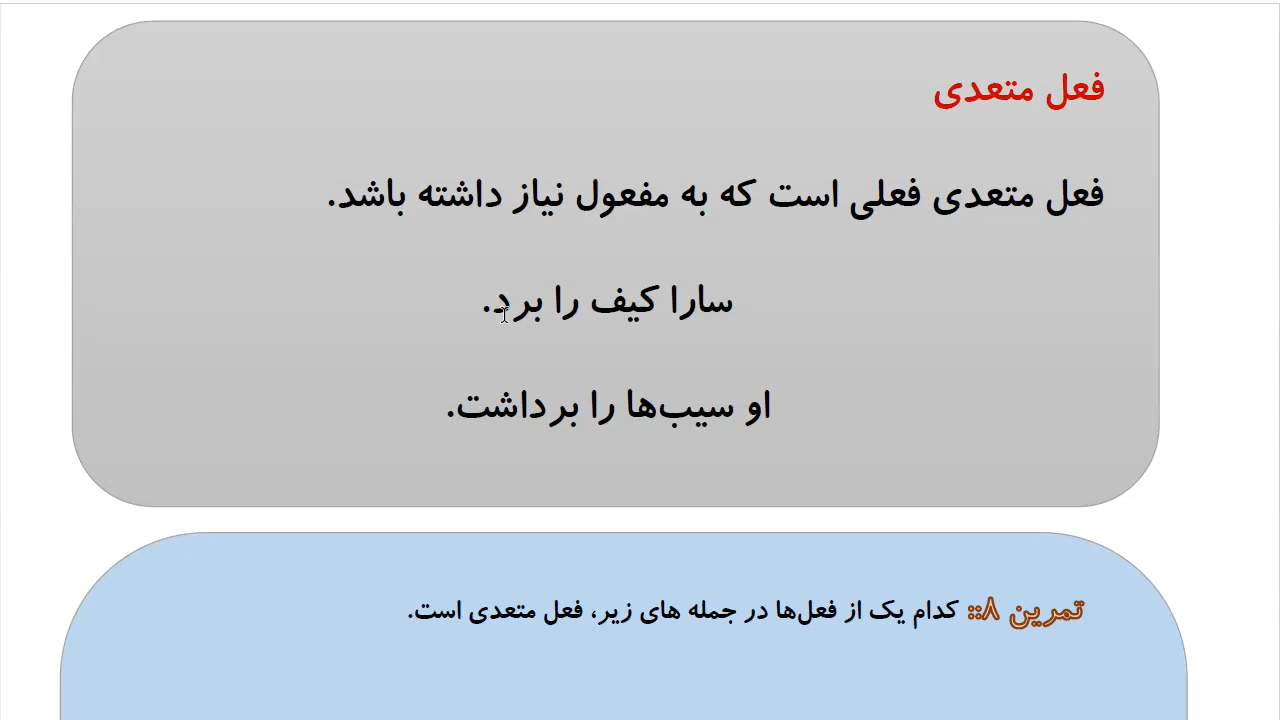 فعل متعدی
فعل متعدی فعلی است که به مفعول نیاز داشته باشد.
سارا کیف را برد.
او سیب‌ها را برداشت.
تمرین ۸:: کدام یک از فعل‌ها در جمله های زیر، فعل متعدی است.